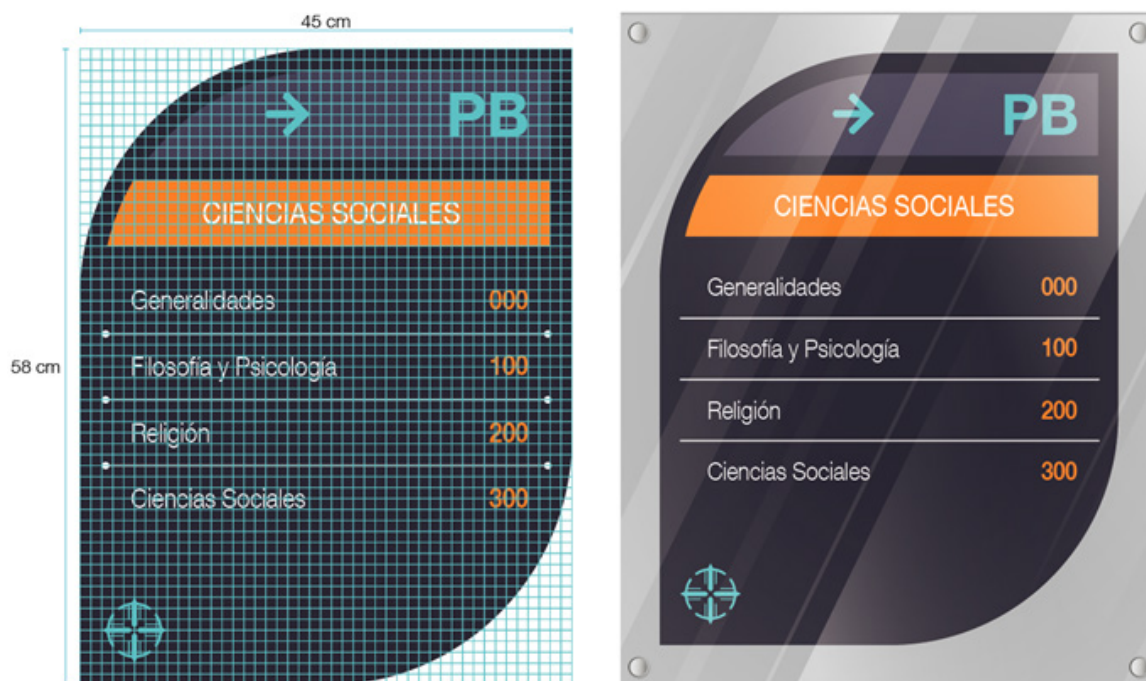 45 cm
58 cm
→ PB
CIENCIAS SOCIALES
Generalidades 000
Filosofía y Psicología 100
Religión 200
Ciencias Sociales 300
→ PB
CIENCIAS SOCIALES
Generalidades 000
Filosofía y Psicología 100
Religión 200
Ciencias Sociales 300